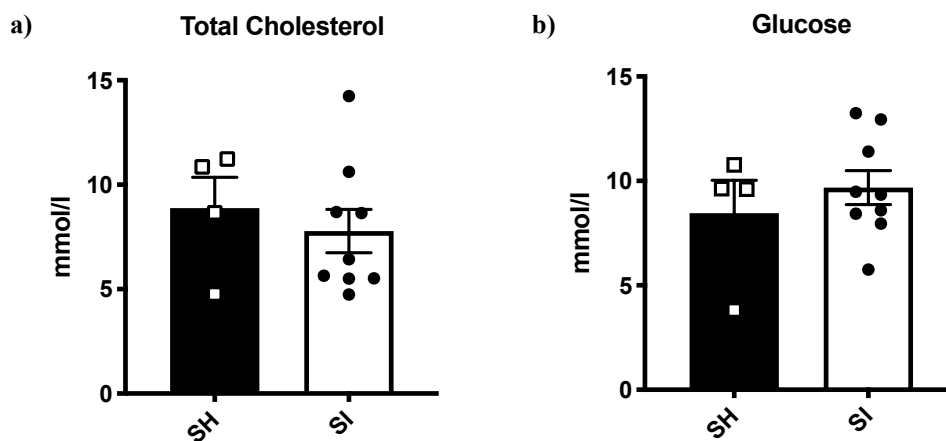 a)
Total Cholesterol
mmol/l
15
10
5
0
SH
SI
b)
Glucose
mmol/l
15
10
5
0
SH
SI